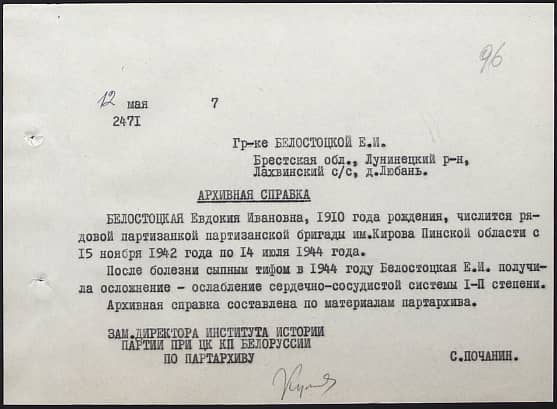 96
12 мая 7
2471
Гр-ке БЕЛОСТОЦКОЙ Е.И.
Брестская обл., Лунинецкий р-н,
Лахвинский с/с, д.Любань.
АРХИВНАЯ СПРАВКА
БЕЛОСТОЦКАЯ Евдокия Ивановна, 1910 года рождения, числится ря-
довой партизанкой партизанской бригады им.Кирова Пинской области с
15 ноября 1942 года по 14 июля 1944 года.
После болезни сыпным тифом в 1944 году Белостоцкая Е.И. получи-
ла осложнение - ослабление сердечно-сосудистой системы I-П степени.
Архивная справка составлена по материалам партархива.
ЗАМ.ДИРЕКТОРА ИНСТИТУТА ИСТОРИИ
ПАРТИИ ПРИ ЦК КП БЕЛОРУССИИ
ПО ПАРТАРХИВУ С.ПОЧАНИН.